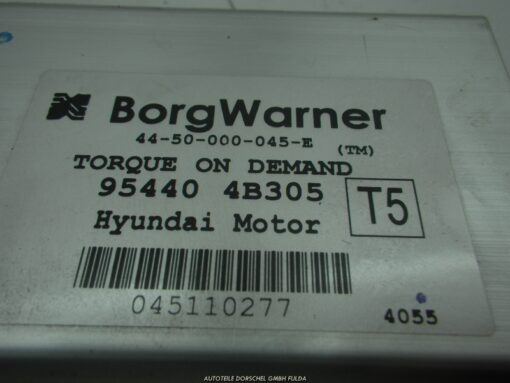 BorgWarner
44-50-000-045-E (TM)
TORQUE ON DEMAND
95440 4B305
T5
Hyundai Motor
045110277
4055
AUTOTEILE DORSCHEL GMBH FULDA